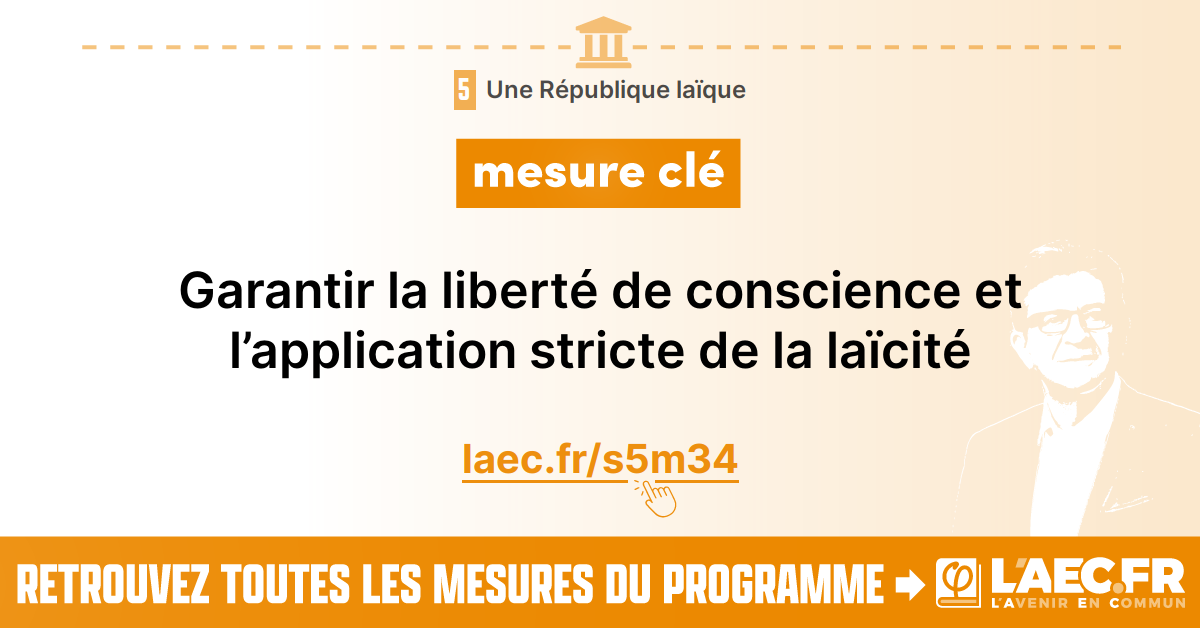 5 Une République laïque
mesure clé
Garantir la liberté de conscience et
l’application stricte de la laïcité
laec.fr/s5m34
RETROUVEZ TOUTES LES MESURES DU PROGRAMME → φ L'AEC.FR
L'AVENIR EN COMMUN